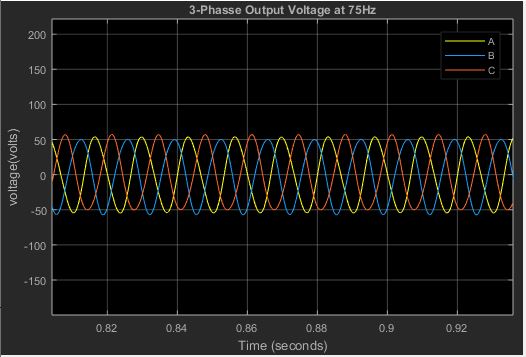 3-Phasse Output Voltage at 75Hz
A
B
C
200
150
100
50
0
-50
-100
-150
voltage(volts)
0.82
0.84
0.86
0.88
0.9
0.92
Time (seconds)